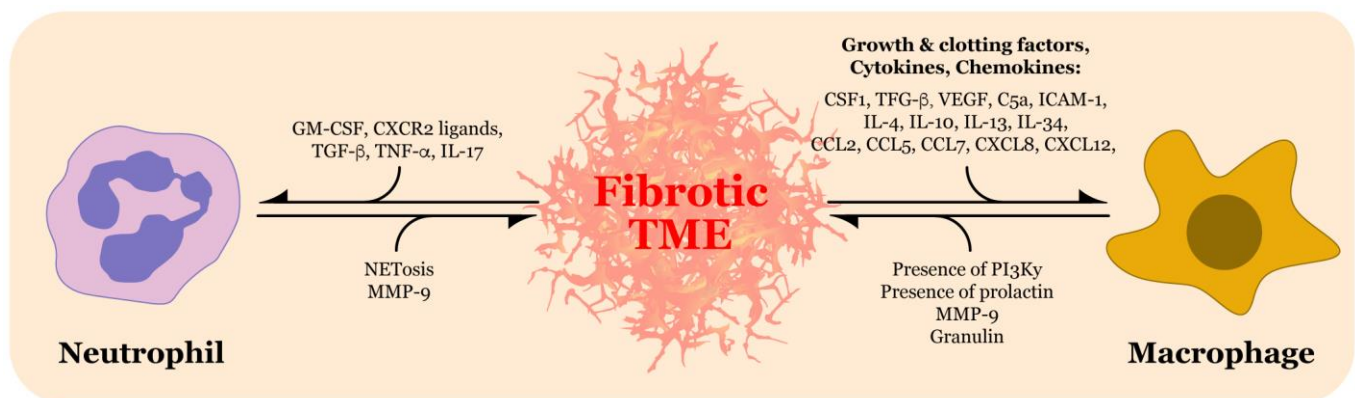 Growth & clotting factors,
Cytokines, Chemokines:
CSF1, TFG-β, VEGF, C5a, ICAM-1,
IL-4, IL-10, IL-13, IL-34,
CCL2, CCL5, CCL7, CXCL8, CXCL12,
GM-CSF, CXCR2 ligands,
TGF-β, TNF-α, IL-17
Fibrotic
TME
NETosis
MMP-9
Presence of PI3Ky
Presence of prolactin
MMP-9
Granulin
Neutrophil
Macrophage